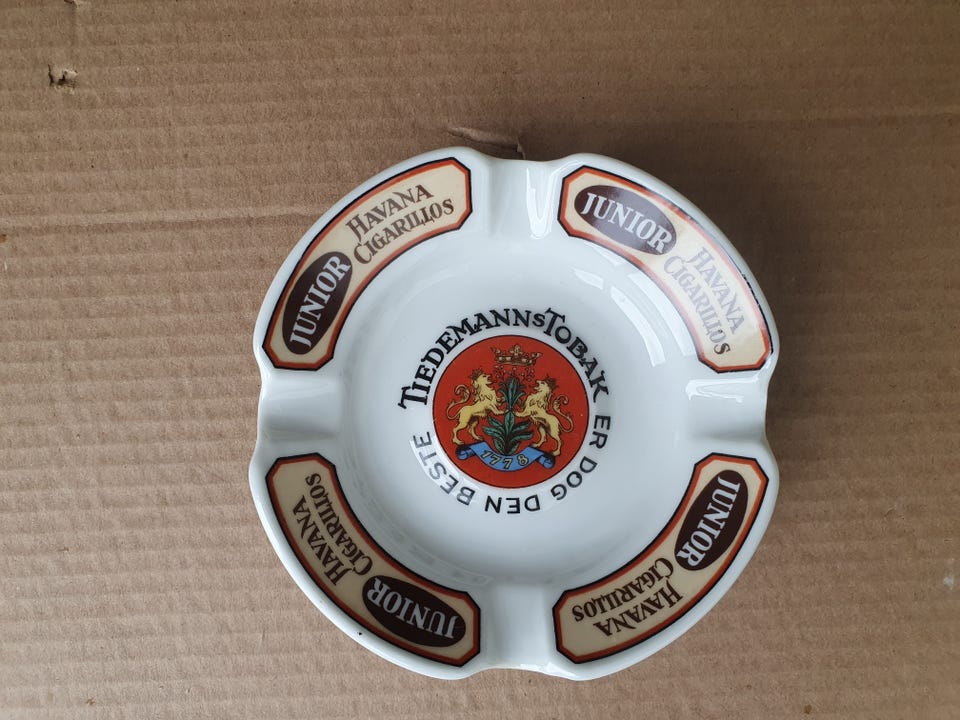 JUNIOR
HAVANA
CIGARILLOS
JUNIOR
HAVANA
CIGARILLOS
TIEDEMANNS TOBAK ER DOG DEN BESTE
1778
JUNIOR
HAVANA
CIGARILLOS
JUNIOR
HAVANA
CIGARILLOS